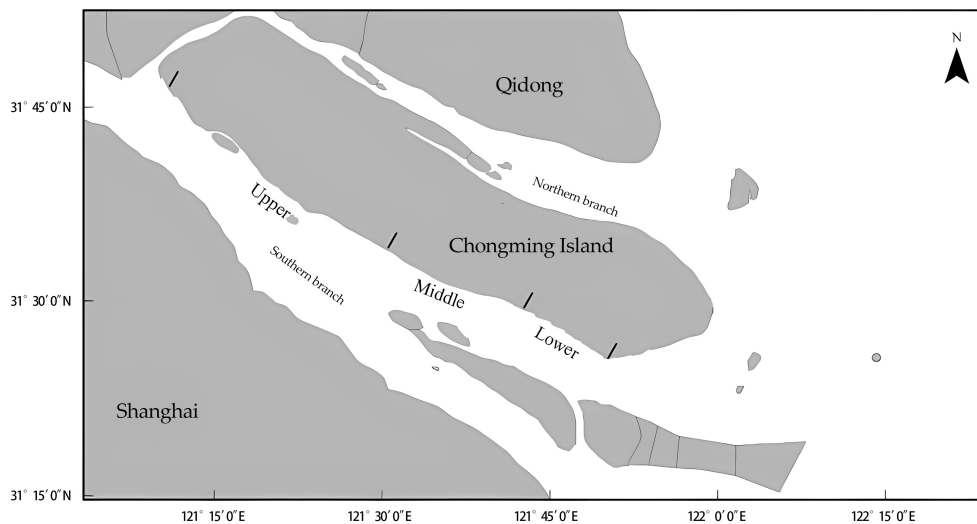 N
Qidong
31° 45′0″N
Northern branch
Upper
Chongming Island
Southern branch
31° 30′0″N
Middle
Lower
Shanghai
31° 15′0″N
121° 15′0″E
121° 30′0″E
121° 45′0″E
122° 0′0″E
122° 15′0″E